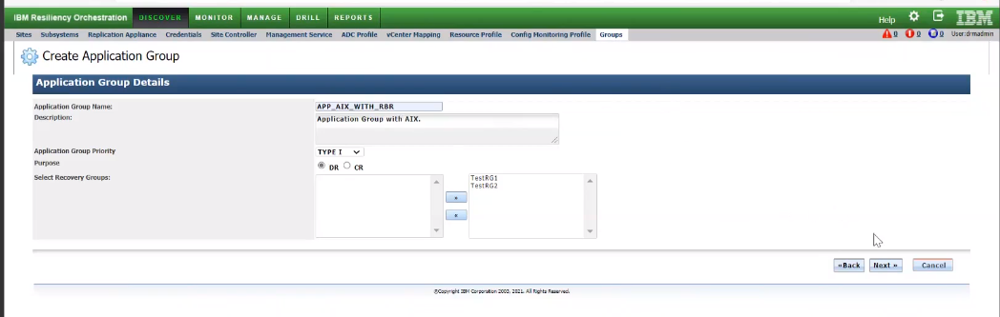 IBM Resiliency Orchestration DISCOVER MONITOR MANAGE DRILL REPORTS Help IBM
Sites Subsystems Replication Appliance Credentials Site Controller Management Service ADC Profile vCenter Mapping Resource Profile Config Monitoring Profile Groups 0 0 0 User:drmadmin
Create Application Group
Application Group Details
Application Group Name: APP_AIX_WITH_RBR
Description: Application Group with AIX.
Application Group Priority TYPE I
Purpose DR CR
Select Recovery Groups: TestRG1
TestRG2
»
«
«Back Next » Cancel
©Copyright IBM Corporation 2003, 2021. All Rights Reserved.